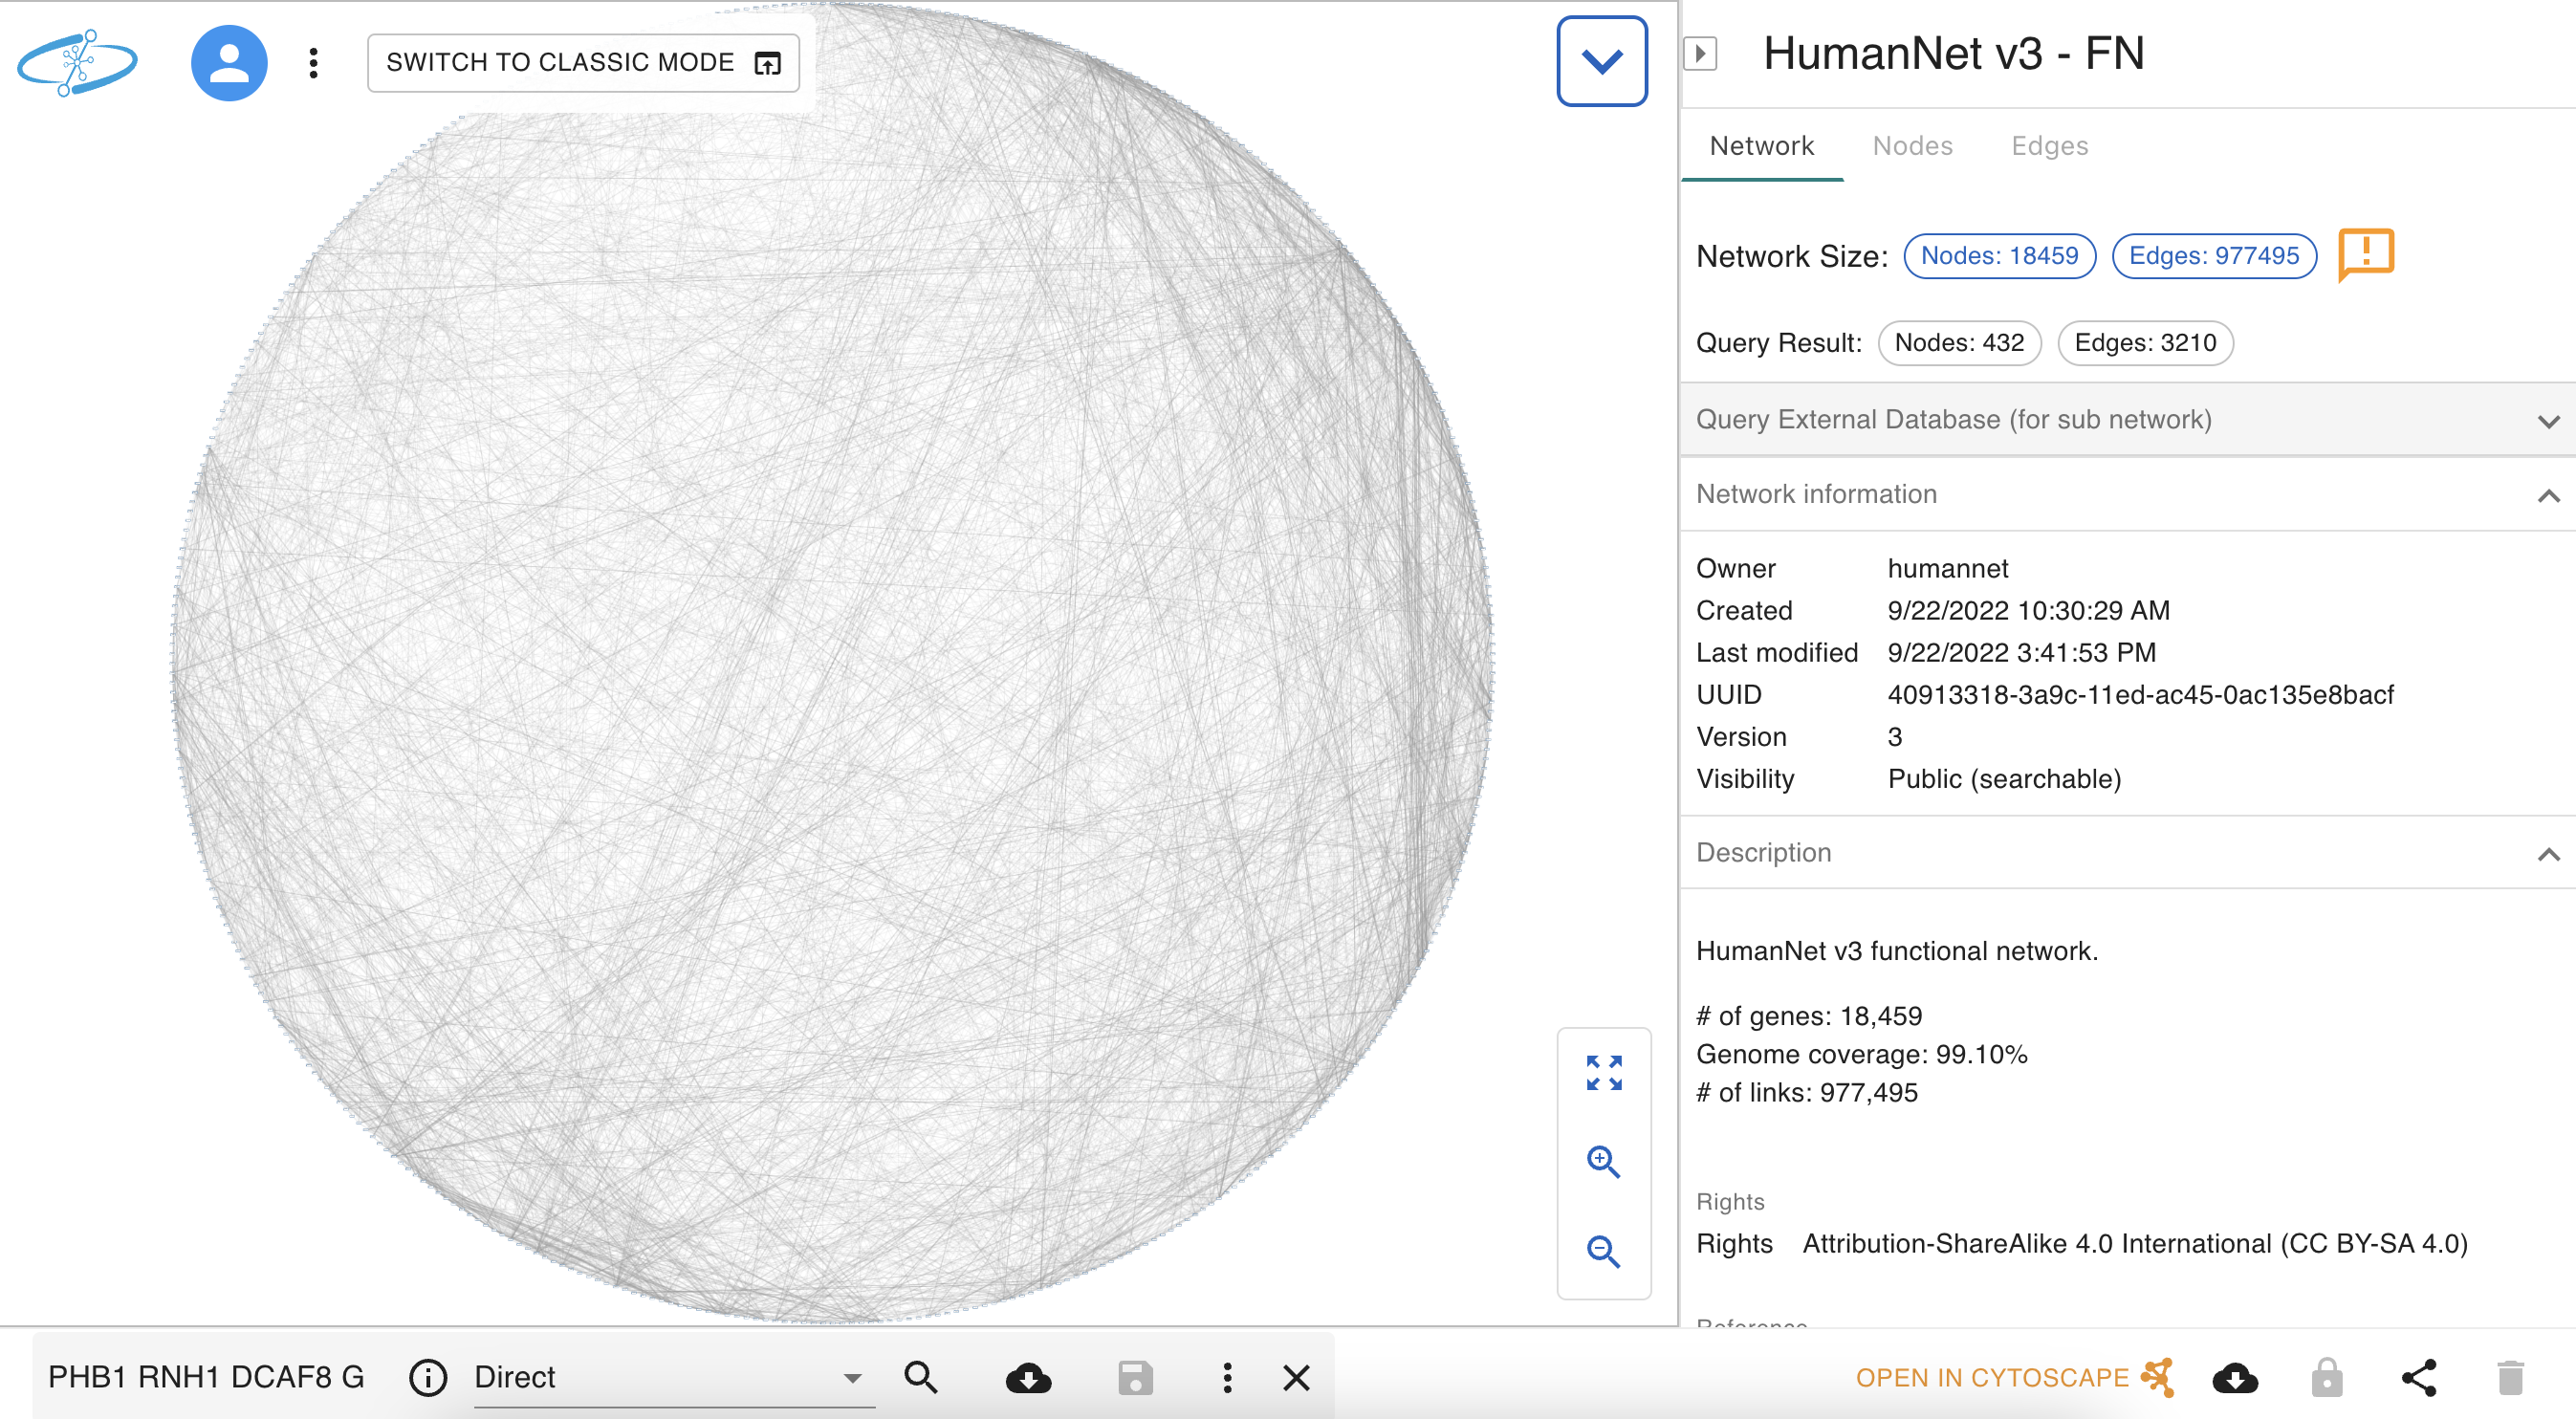 SWITCH TO CLASSIC MODE
HumanNet v3 - FN
Network Nodes Edges
Network Size: Nodes: 18459 Edges: 977495
Query Result: Nodes: 432 Edges: 3210
Query External Database (for sub network)
Network information
Owner humannet
Created 9/22/2022 10:30:29 AM
Last modified 9/22/2022 3:41:53 PM
UUID 40913318-3a9c-11ed-ac45-0ac135e8bacf
Version 3
Visibility Public (searchable)
Description
HumanNet v3 functional network.
# of genes: 18,459
Genome coverage: 99.10%
# of links: 977,495
Rights
Rights Attribution-ShareAlike 4.0 International (CC BY-SA 4.0)
Reference
PHB1 RNH1 DCAF8 G Direct
OPEN IN CYTOSCAPE